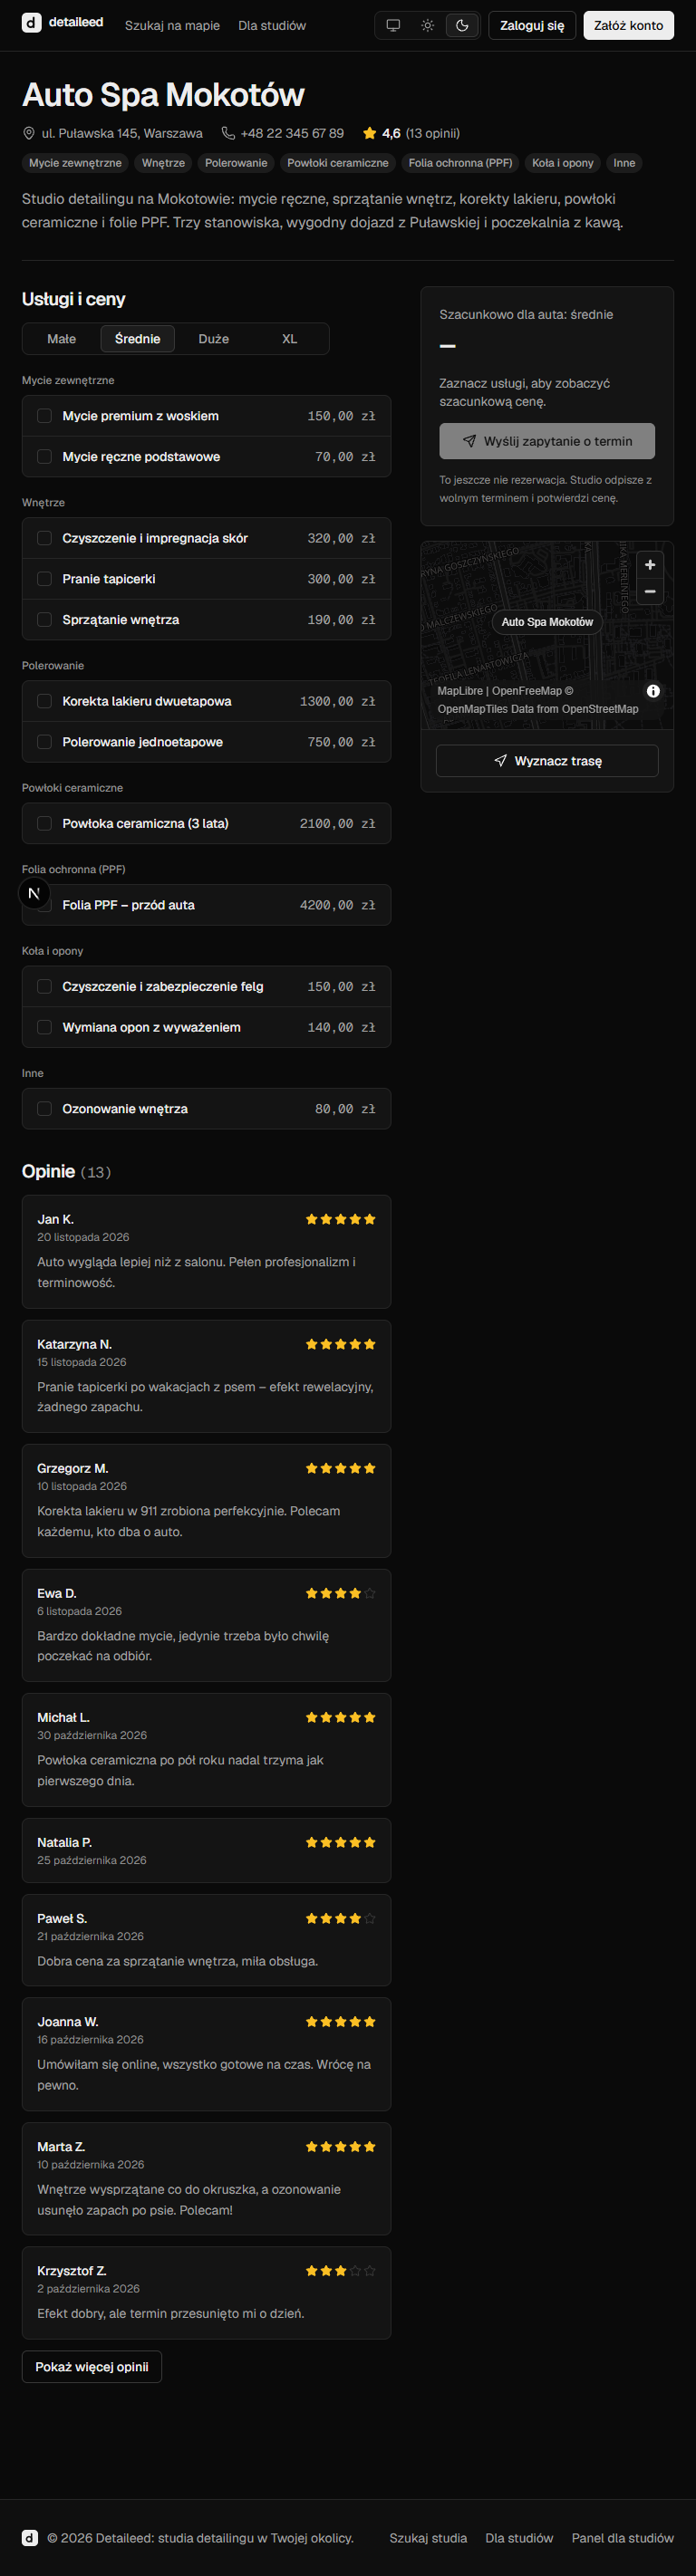 d detaileed
Szukaj na mapie
Dla studiów
Zaloguj się
Załóż konto
Auto Spa Mokotów
ul. Puławska 145, Warszawa
+48 22 345 67 89
4,6 (13 opinii)
Mycie zewnętrzne
Wnętrze
Polerowanie
Powłoki ceramiczne
Folia ochronna (PPF)
Koła i opony
Inne
Studio detailingu na Mokotowie: mycie ręczne, sprzątanie wnętrz, korekty lakieru, powłoki
ceramiczne i folie PPF. Trzy stanowiska, wygodny dojazd z Puławskiej i poczekalnia z kawą.
Usługi i ceny
Małe
Średnie
Duże
XL
Mycie zewnętrzne
Mycie premium z woskiem 150,00 zł
Mycie ręczne podstawowe 70,00 zł
Wnętrze
Czyszczenie i impregnacja skór 320,00 zł
Pranie tapicerki 300,00 zł
Sprzątanie wnętrza 190,00 zł
Polerowanie
Korekta lakieru dwuetapowa 1300,00 zł
Polerowanie jednoetapowe 750,00 zł
Powłoki ceramiczne
Powłoka ceramiczna (3 lata) 2100,00 zł
Folia ochronna (PPF)
N
Folia PPF – przód auta 4200,00 zł
Koła i opony
Czyszczenie i zabezpieczenie felg 150,00 zł
Wymiana opon z wyważeniem 140,00 zł
Inne
Ozonowanie wnętrza 80,00 zł
Szacunkowo dla auta: średnie
—
Zaznacz usługi, aby zobaczyć
szacunkową cenę.
Wyślij zapytanie o termin
To jeszcze nie rezerwacja. Studio odpisze z
wolnym terminem i potwierdzi cenę.
RYNA GOSZCZYŃSKIEGO
MALCZEWSKIEGO
TEOFILA LENARTOWICZA
Auto Spa Mokotów
+
−
MapLibre | OpenFreeMap ©
OpenMapTiles Data from OpenStreetMap
Wyznacz trasę
Opinie (13)
Jan K.
20 listopada 2026
Auto wygląda lepiej niż z salonu. Pełen profesjonalizm i
terminowość.
Katarzyna N.
15 listopada 2026
Pranie tapicerki po wakacjach z psem – efekt rewelacyjny,
żadnego zapachu.
Grzegorz M.
10 listopada 2026
Korekta lakieru w 911 zrobiona perfekcyjnie. Polecam
każdemu, kto dba o auto.
Ewa D.
6 listopada 2026
Bardzo dokładne mycie, jedynie trzeba było chwilę
poczekać na odbiór.
Michał L.
30 października 2026
Powłoka ceramiczna po pół roku nadal trzyma jak
pierwszego dnia.
Natalia P.
25 października 2026
Paweł S.
21 października 2026
Dobra cena za sprzątanie wnętrza, miła obsługa.
Joanna W.
16 października 2026
Umówiłam się online, wszystko gotowe na czas. Wrócę na
pewno.
Marta Z.
10 października 2026
Wnętrze wysprzątane co do okruszka, a ozonowanie
usunęło zapach po psie. Polecam!
Krzysztof Z.
2 października 2026
Efekt dobry, ale termin przesunięto mi o dzień.
Pokaż więcej opinii
d © 2026 Detaileed: studia detailingu w Twojej okolicy.
Szukaj studia
Dla studiów
Panel dla studiów